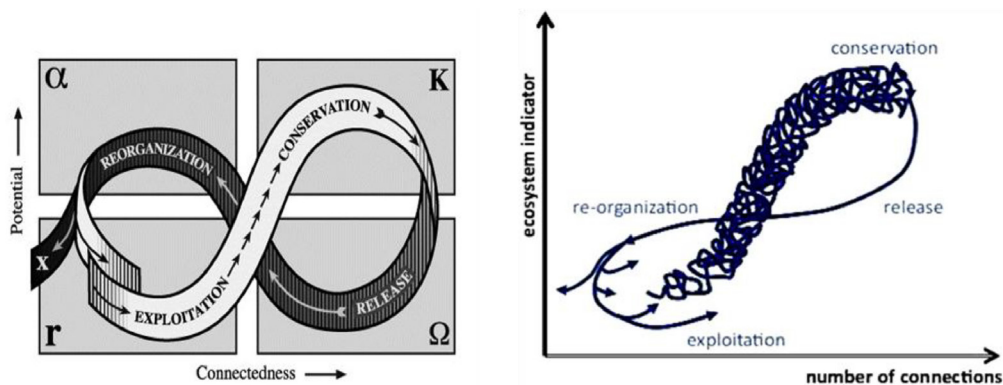 α
K
Potential
REORGANIZATION
CONSERVATION
X
EXPLOITATION
RELEASE
r
Ω
Connectedness
ecosystem indicator
conservation
re-organization
release
exploitation
number of connections